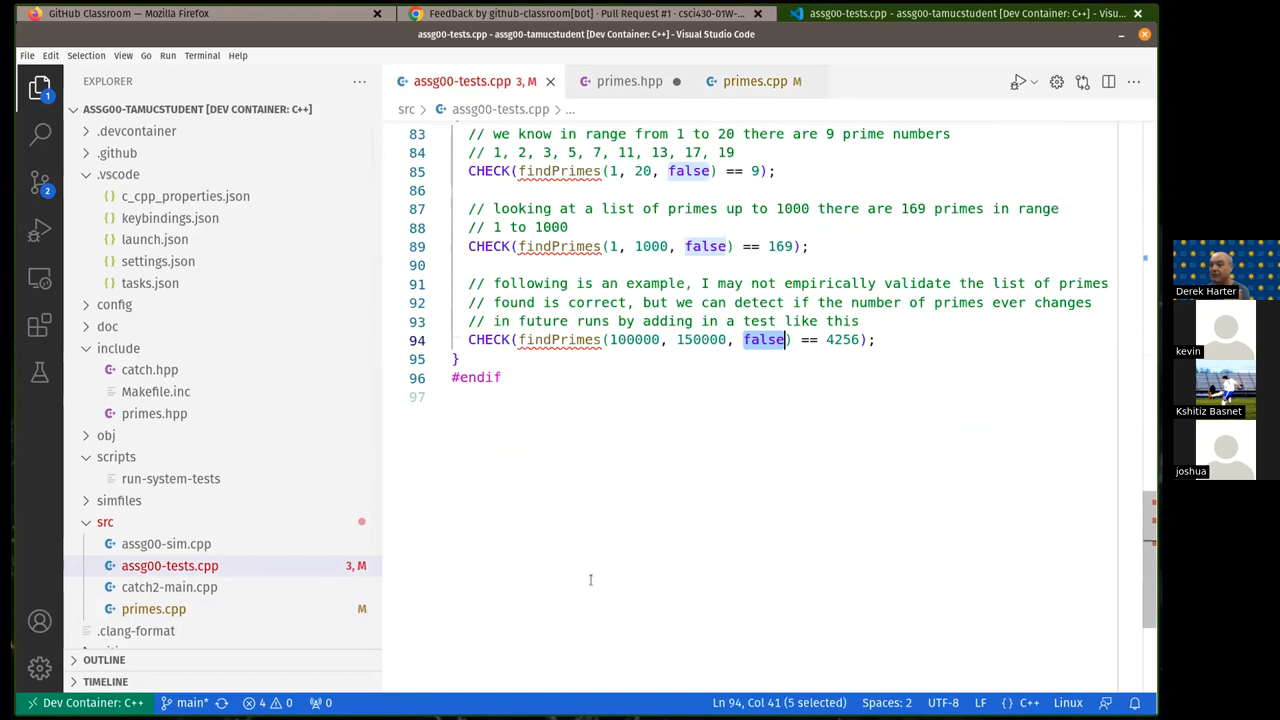 GitHub Classroom — Mozilla Firefox
Feedback by github-classroom[bot] · Pull Request #1 · csci430-01W-...
assg00-tests.cpp - assg00-tamucstudent [Dev Container: C++] - Visu...
assg00-tests.cpp - assg00-tamucstudent [Dev Container: C++] - Visual Studio Code
File Edit Selection View Go Run Terminal Help
EXPLORER
assg00-tests.cpp 3, M
primes.hpp
primes.cpp M
src > assg00-tests.cpp > ...
ASSG00-TAMUCSTUDENT [DEV CONTAINER: C++]
.devcontainer
.github
.vscode
c_cpp_properties.json
keybindings.json
launch.json
settings.json
tasks.json
config
doc
include
catch.hpp
Makefile.inc
primes.hpp
obj
scripts
run-system-tests
simfiles
src
assg00-sim.cpp
assg00-tests.cpp 3, M
catch2-main.cpp
primes.cpp M
.clang-format
OUTLINE
TIMELINE
1
2
83 // we know in range from 1 to 20 there are 9 prime numbers
84 // 1, 2, 3, 5, 7, 11, 13, 17, 19
85 CHECK(findPrimes(1, 20, false) == 9);
86
87 // looking at a list of primes up to 1000 there are 169 primes in range
88 // 1 to 1000
89 CHECK(findPrimes(1, 1000, false) == 169);
90
91 // following is an example, I may not empirically validate the list of primes
92 // found is correct, but we can detect if the number of primes ever changes
93 // in future runs by adding in a test like this
94 CHECK(findPrimes(100000, 150000, false) == 4256);
95 }
96 #endif
97
Derek Harter
kevin
Kshitiz Basnet
joshua
Dev Container: C++ main* 4 0 0 Ln 94, Col 41 (5 selected) Spaces: 2 UTF-8 LF {} C++ Linux